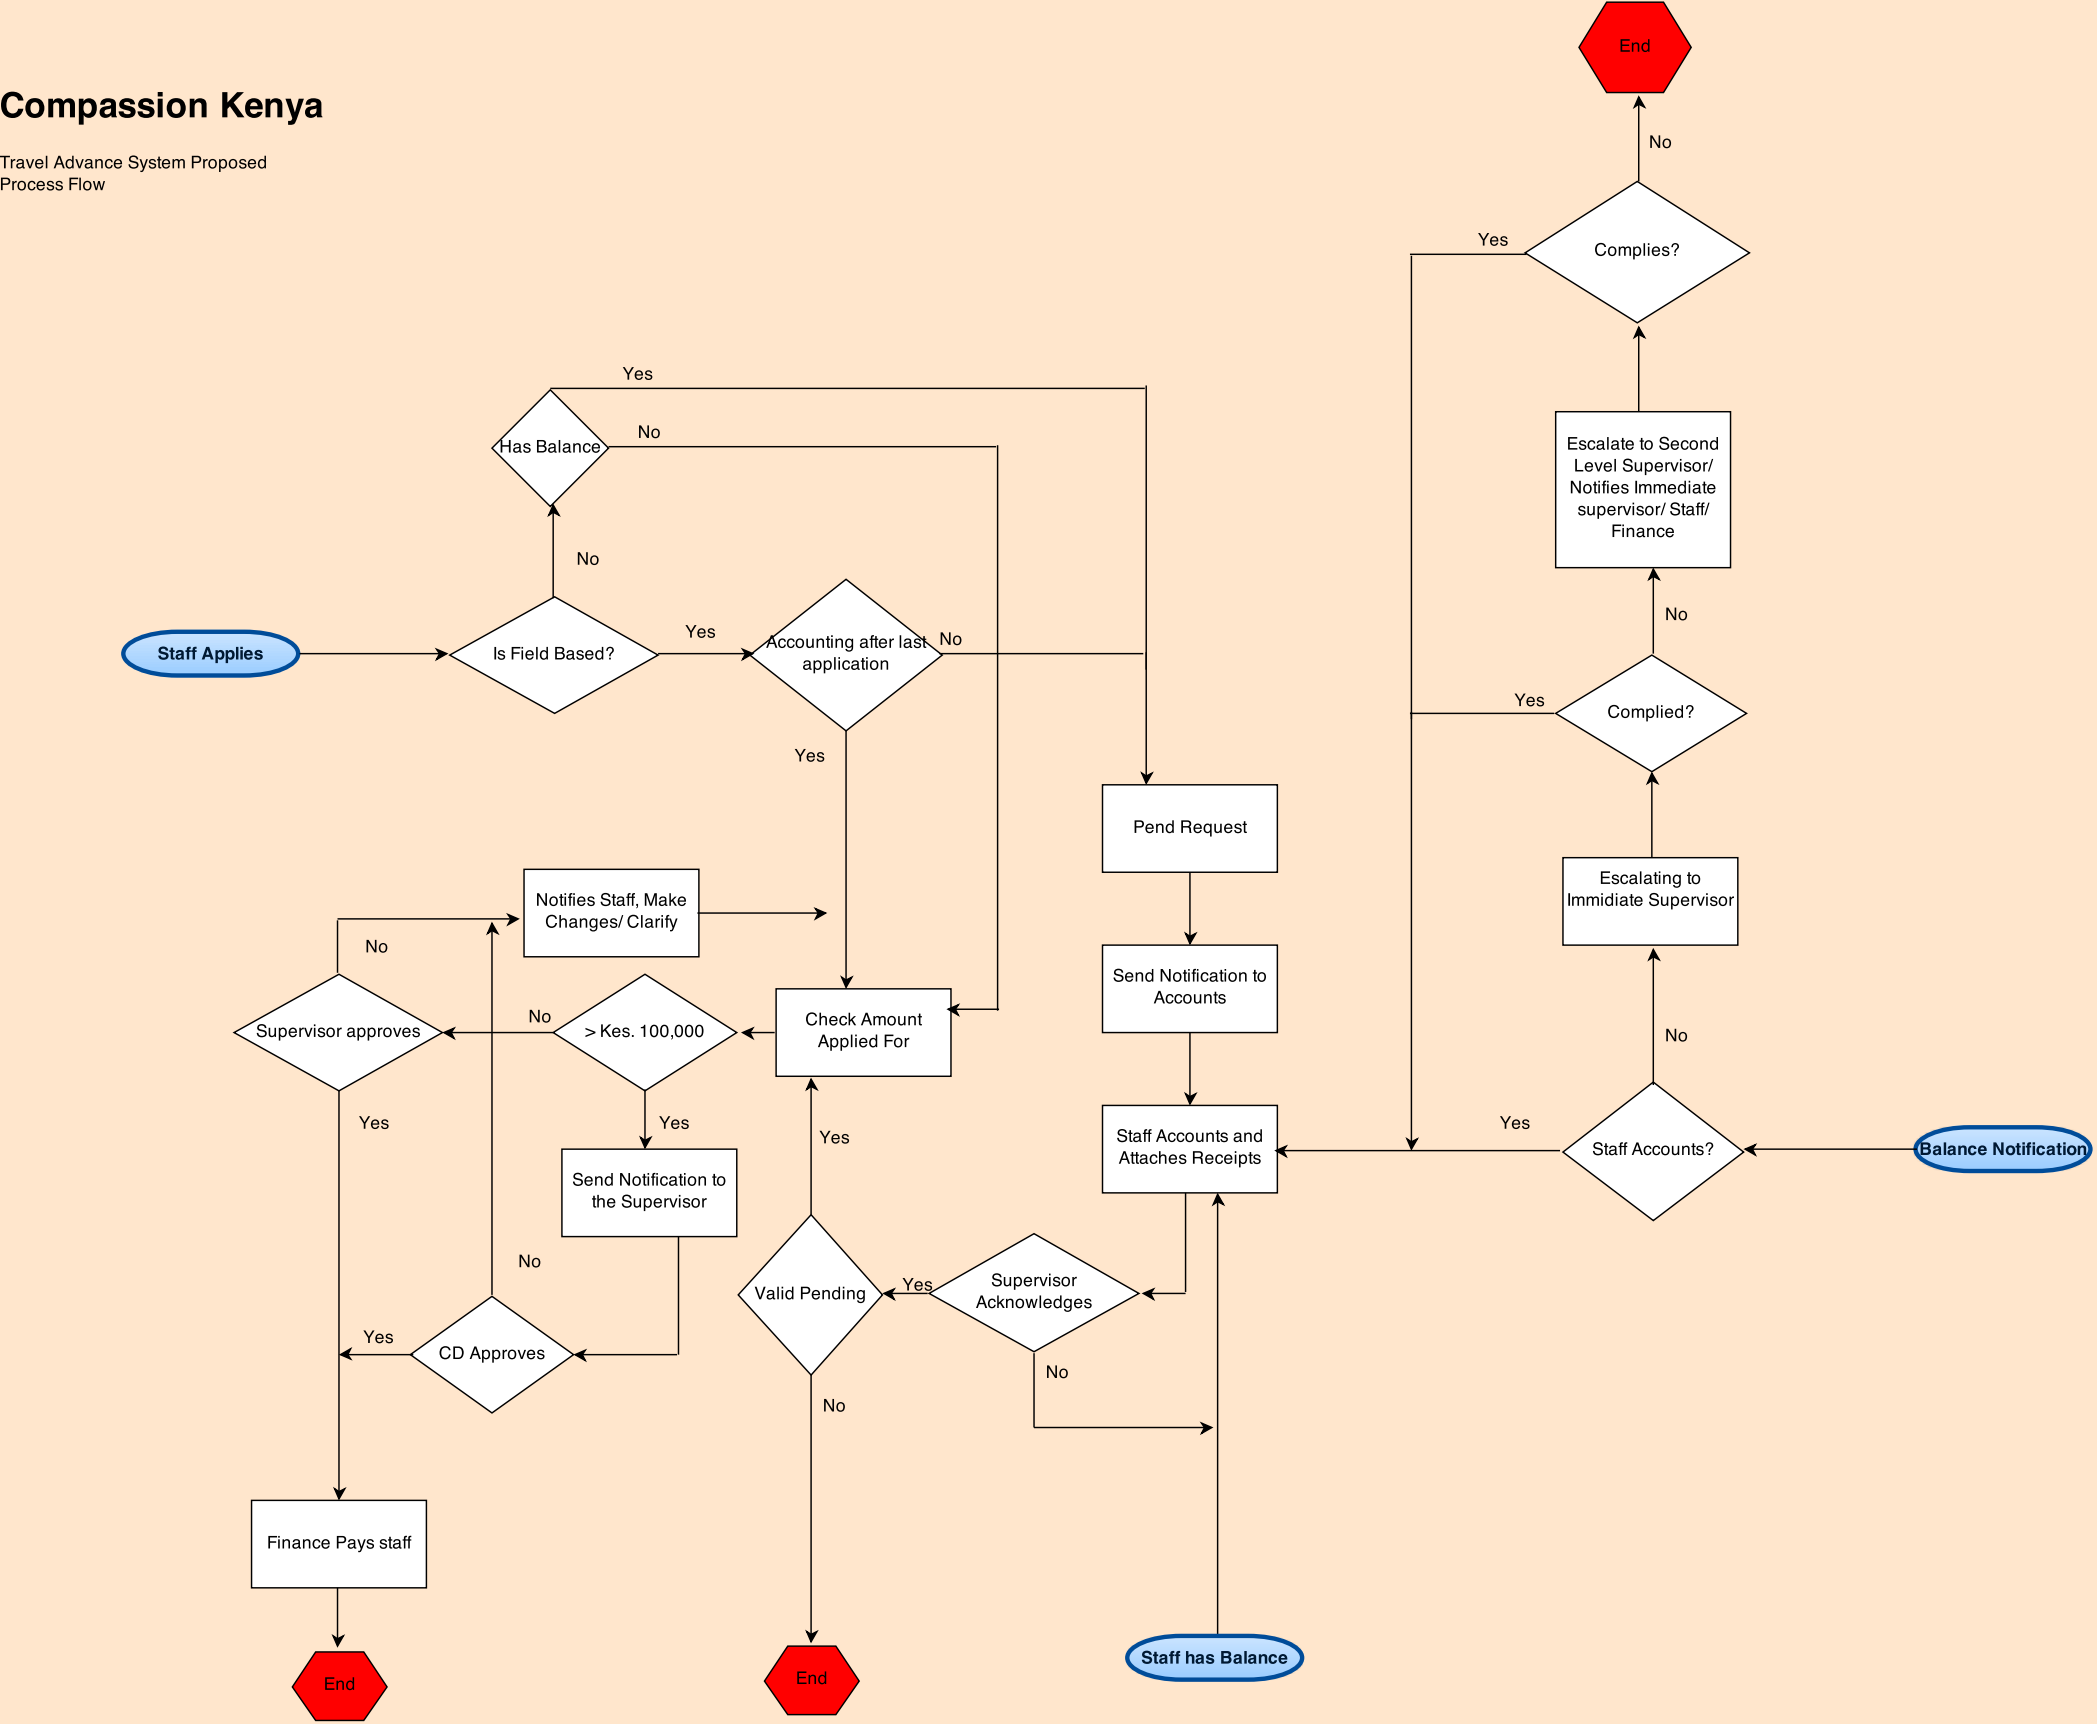 End
Compassion Kenya
No
Travel Advance System Proposed
Process Flow
Yes
Complies?
Yes
Has Balance
No
Escalate to Second
Level Supervisor/
Notifies Immediate
supervisor/ Staff/
Finance
No
No
Staff Applies
Is Field Based?
Yes
Accounting after last
application
No
Yes
Complied?
Yes
Pend Request
Notifies Staff, Make
Changes/ Clarify
Escalating to
Immidiate Supervisor
No
Send Notification to
Accounts
Supervisor approves
No
> Kes. 100,000
Check Amount
Applied For
No
Yes
Yes
Yes
Staff Accounts and
Attaches Receipts
Yes
Staff Accounts?
Balance Notification
Send Notification to
the Supervisor
No
Valid Pending
Yes
Supervisor
Acknowledges
Yes
CD Approves
No
No
Finance Pays staff
End
End
Staff has Balance